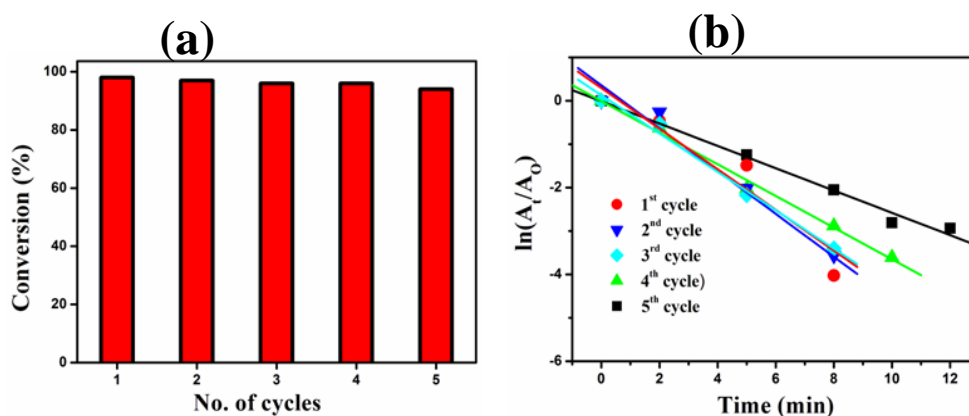 (a)
100
80
60
40
20
0
Conversion (%)
1 2 3 4 5
No. of cycles
(b)
0
-2
-4
-6
ln(At/AO)
1st cycle
2nd cycle
3rd cycle
4th cycle)
5th cycle
0 2 4 6 8 10 12
Time (min)